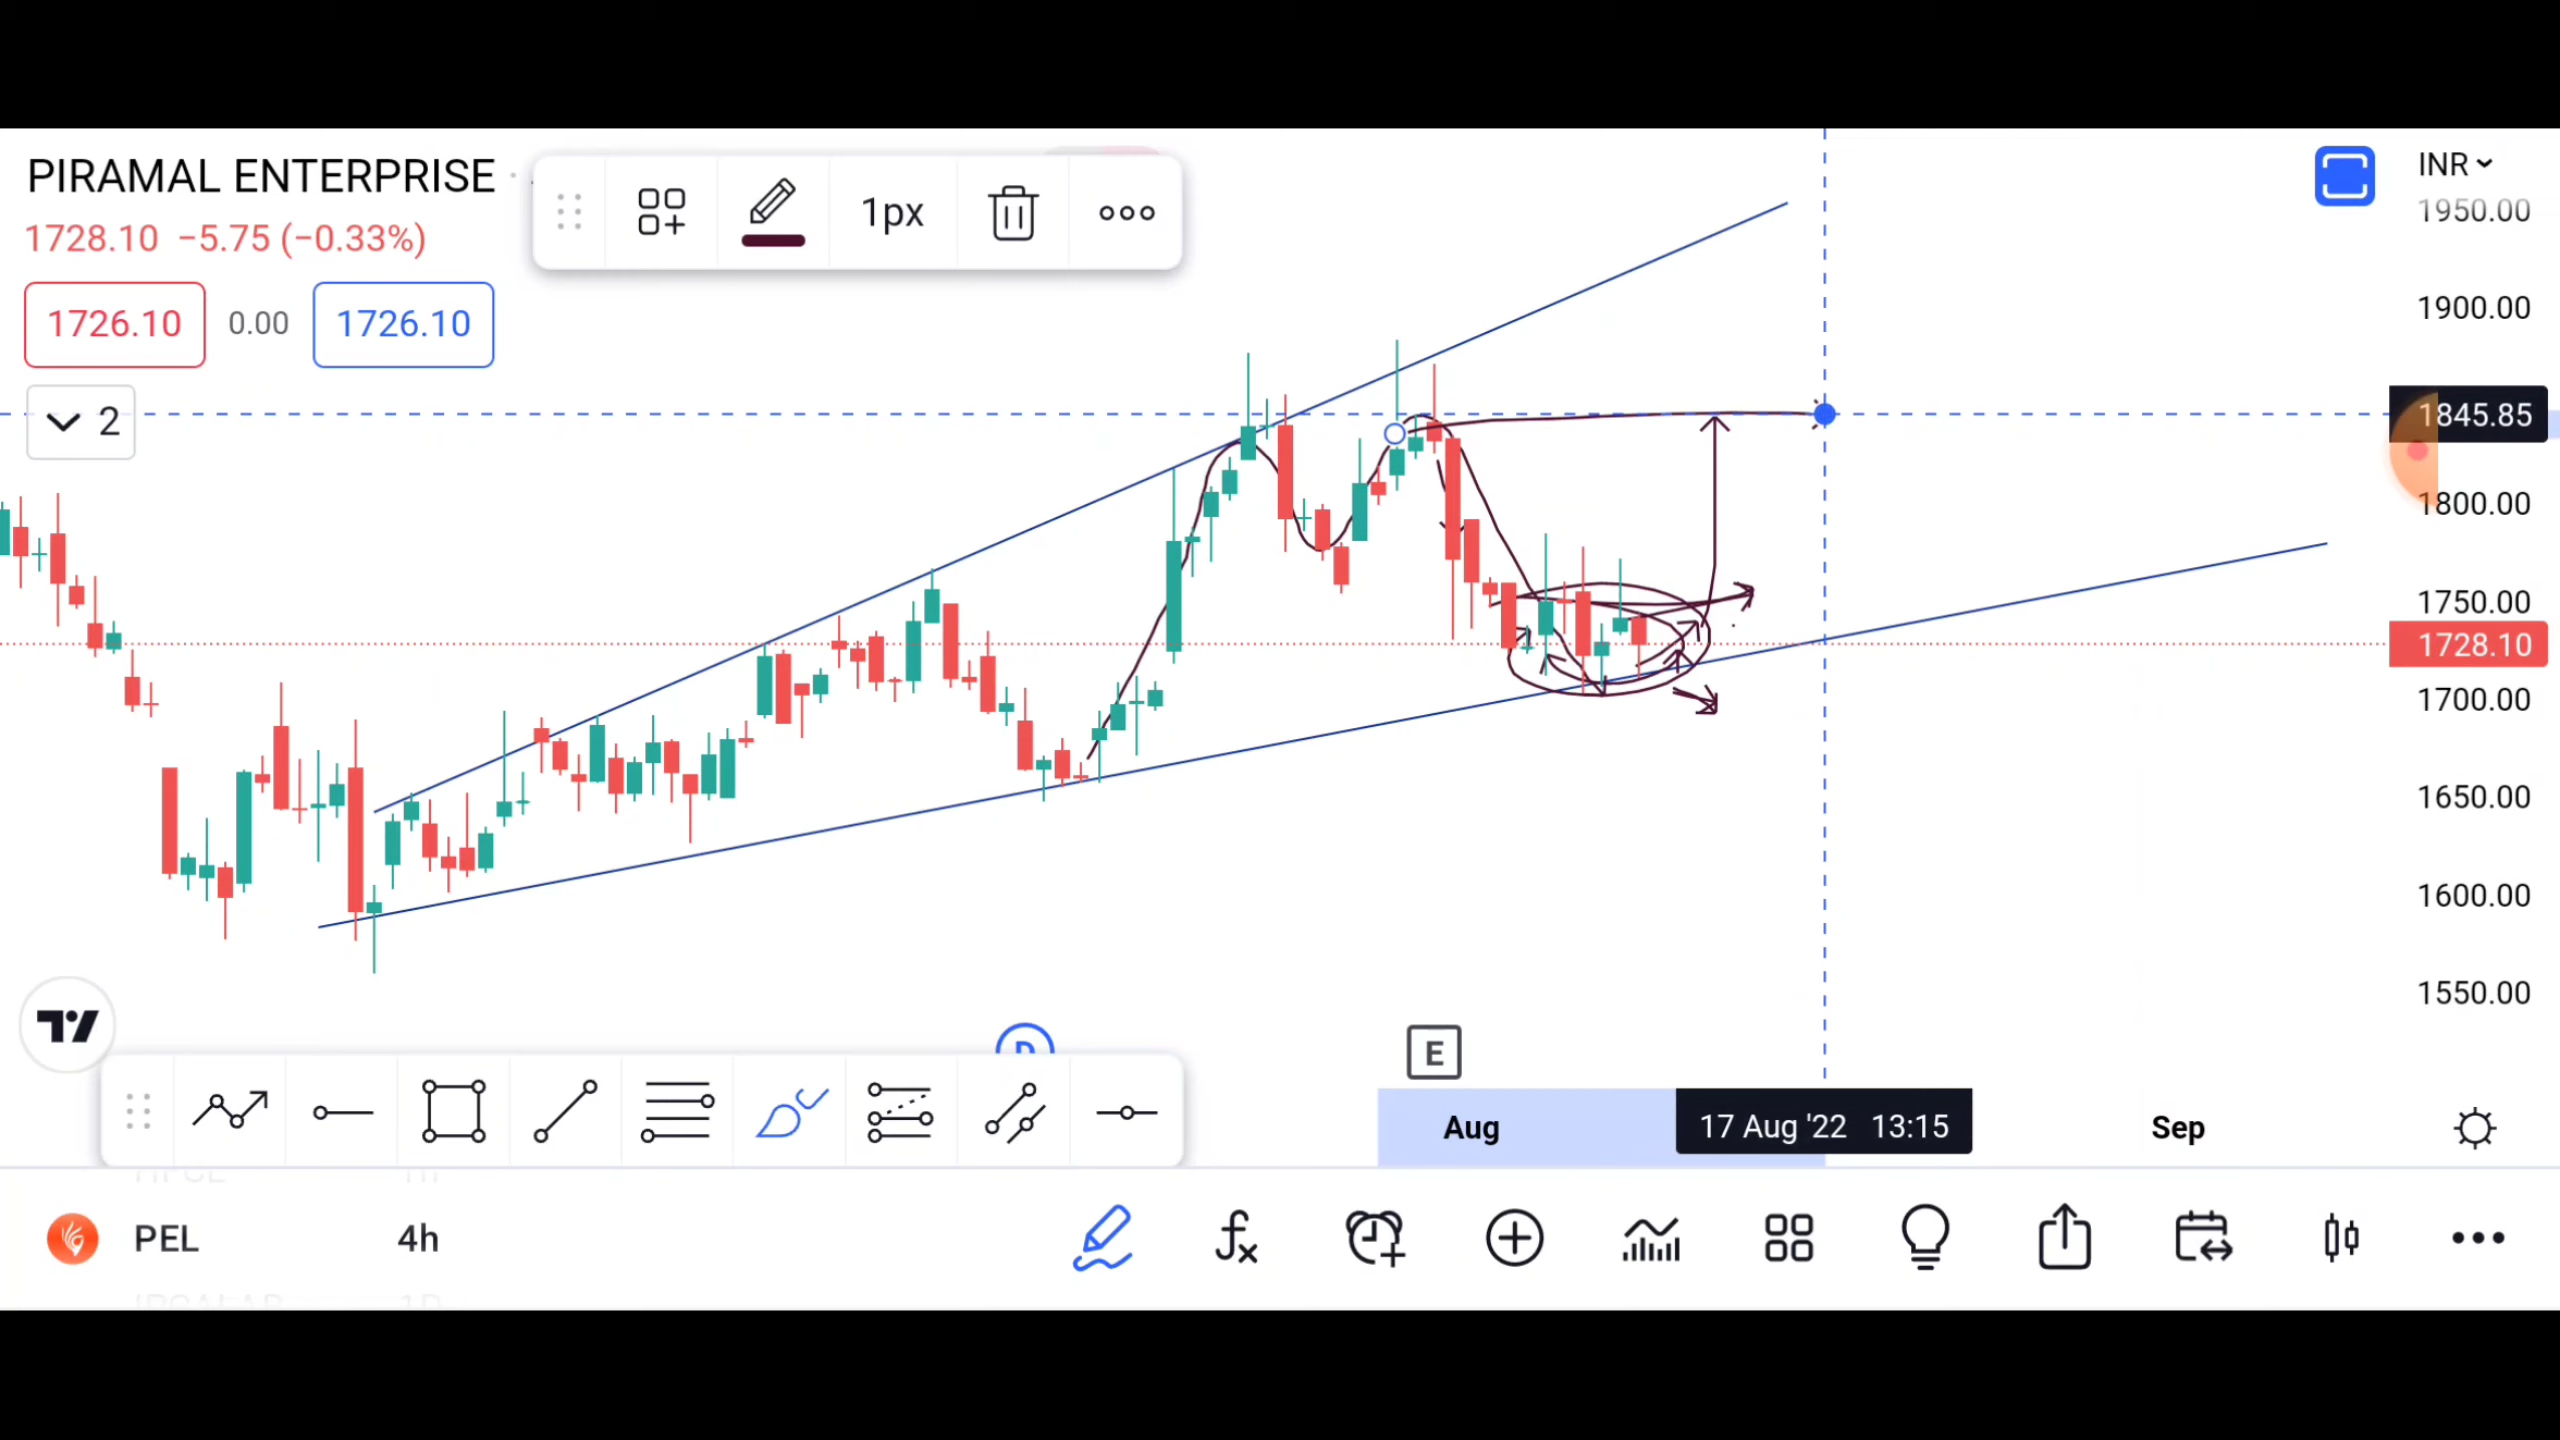 PIRAMAL ENTERPRISE ·
1728.10 −5.75 (−0.33%)
1726.10 0.00 1726.10
2
1px
INR
1950.00
1900.00
1845.85
1800.00
1750.00
1728.10
1700.00
1650.00
1600.00
1550.00
E
Aug 17 Aug '22 13:15 Sep
PEL 4h